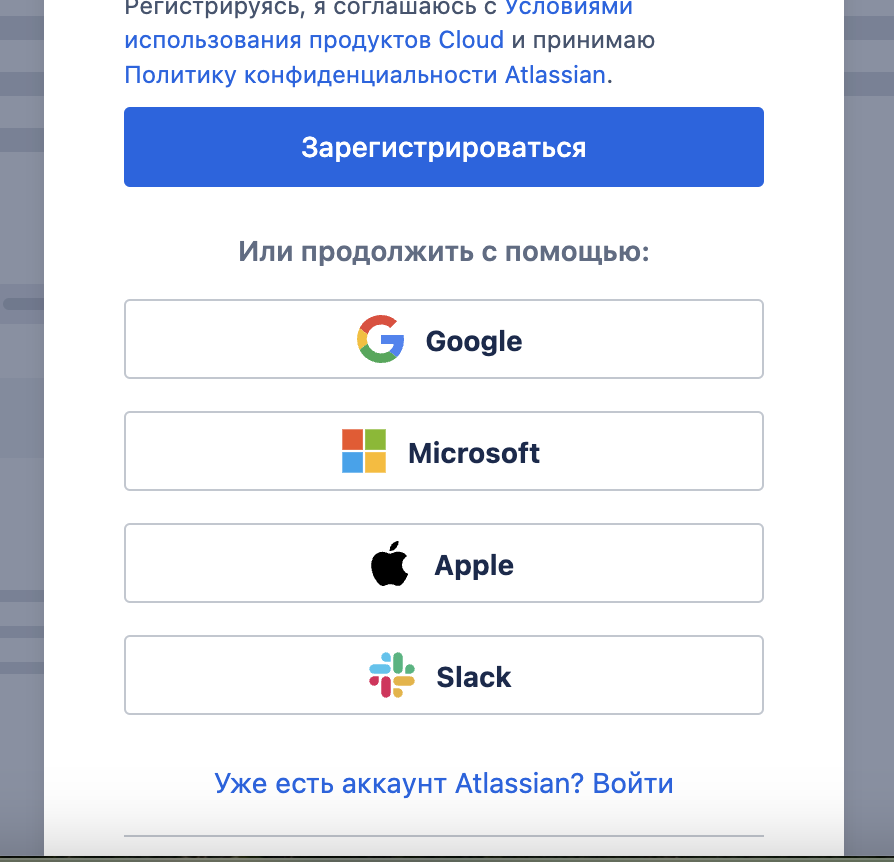 Регистрируясь, я соглашаюсь с Условиями
использования продуктов Cloud и принимаю
Политику конфиденциальности Atlassian.
Зарегистрироваться
Или продолжить с помощью:
Google
Microsoft
Apple
Slack
Уже есть аккаунт Atlassian? Войти